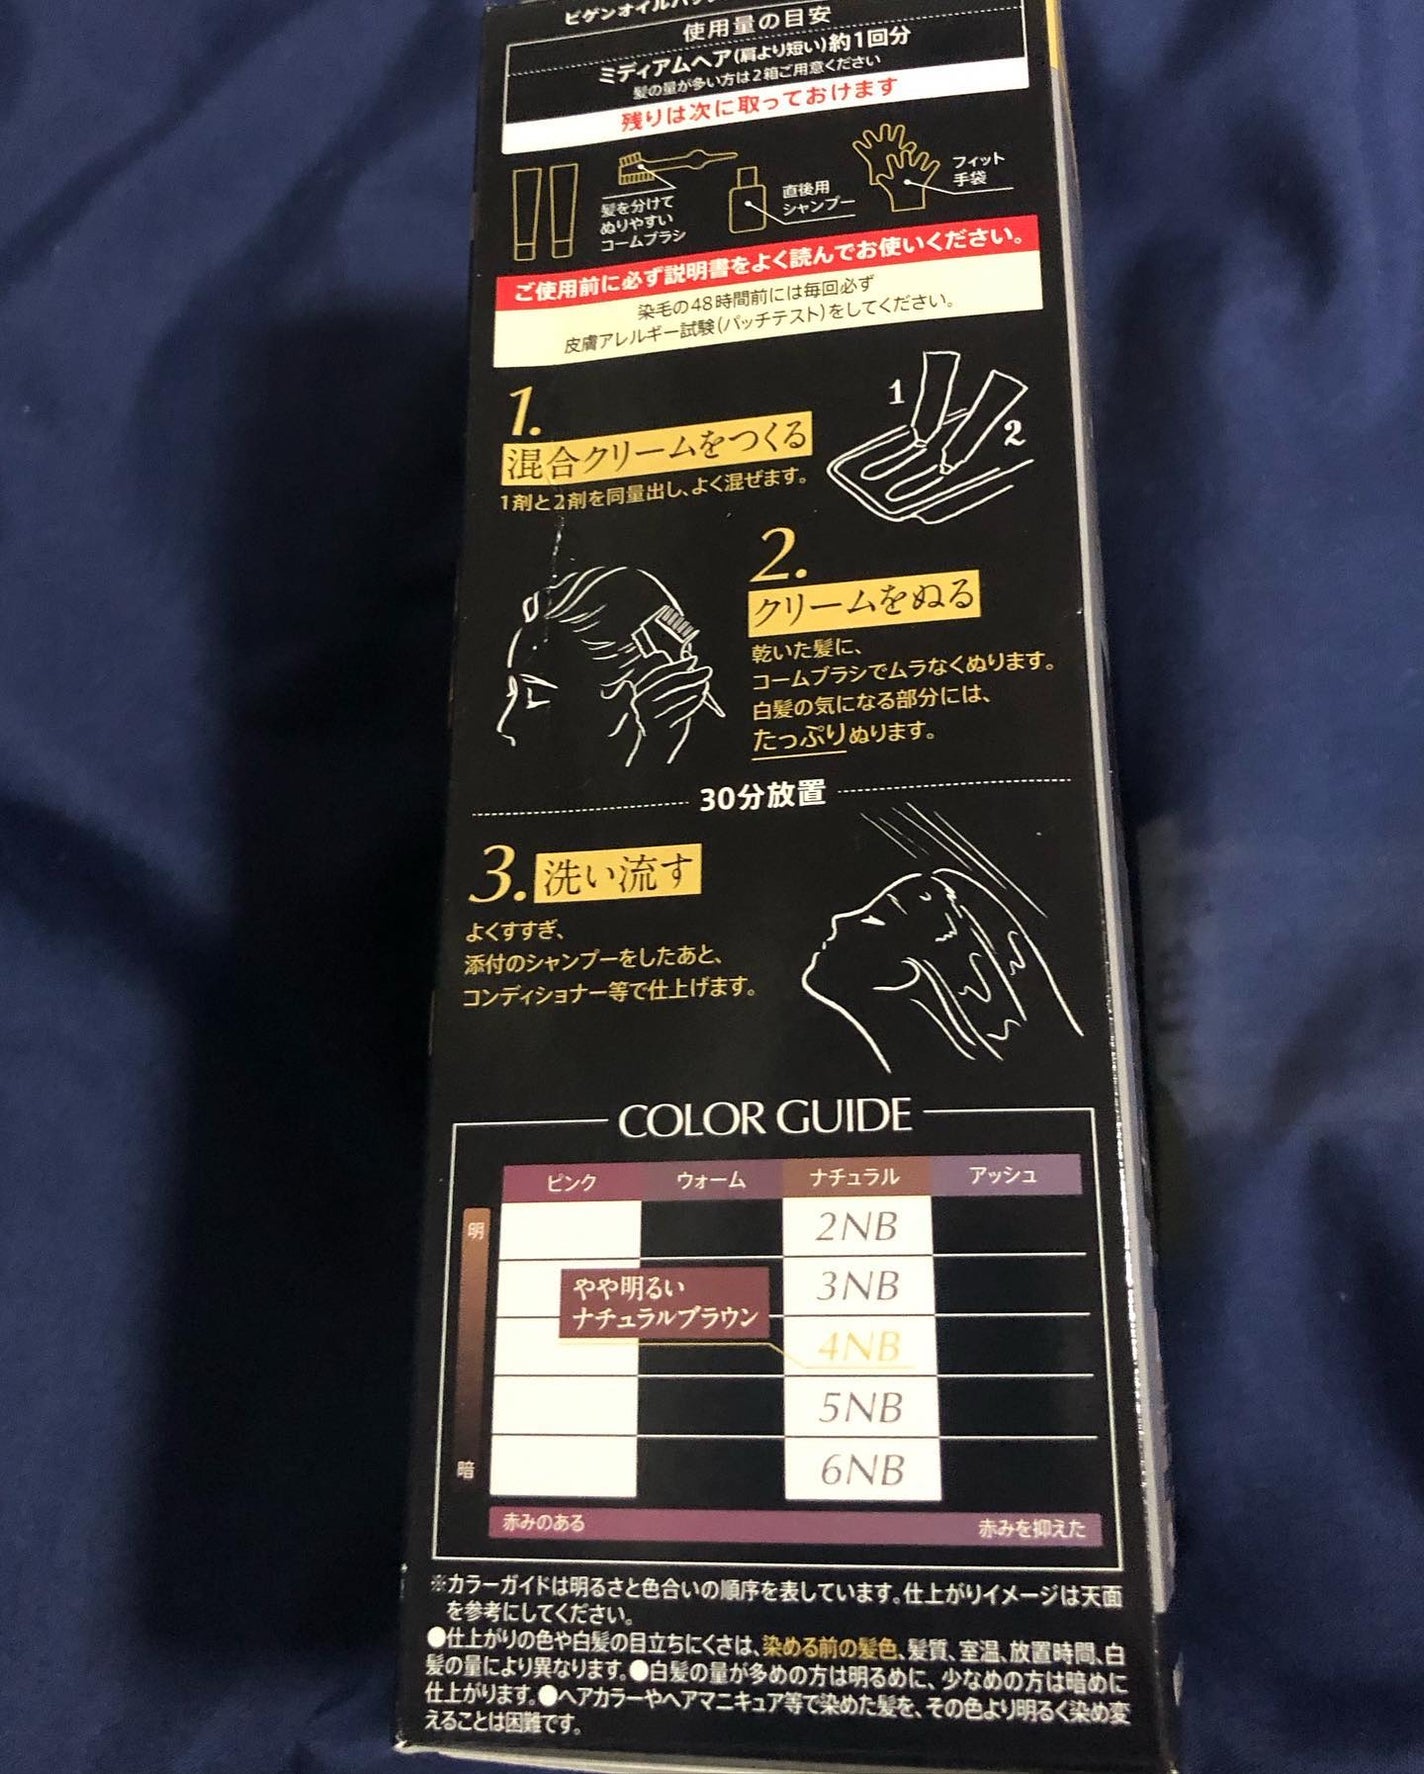 ビゲンオイルパッ
使用量の目安
ミディアムヘア(肩より短い)約1回分
髪の量が多い方は2箱ご用意ください
残りは次に取っておけます
髪を分けて
ぬりやすい
コームブラシ
直後用
シャンプー
フィット
手袋
ご使用前に必ず説明書をよく読んでお使いください。
染毛の48時間前には毎回必ず
皮膚アレルギー試験(パッチテスト)をしてください。
1.
混合クリームをつくる
1剤と2剤を同量出し、よく混ぜます。
1
2
2.
クリームをぬる
乾いた髪に、
コームブラシでムラなくぬります。
白髪の気になる部分には、
たっぷりぬります。
30分放置
3. 洗い流す
よくすすぎ、
添付のシャンプーをしたあと、
コンディショナー等で仕上げます。
COLOR GUIDE
ピンク ウォーム ナチュラル アッシュ
明
2NB
3NB
やや明るい
ナチュラルブラウン
4NB
5NB
6NB
暗
赤みのある 赤みを抑えた
※カラーガイドは明るさと色合いの順序を表しています。仕上がりイメージは天面
を参考にしてください。
●仕上がりの色や白髪の目立ちにくさは、染める前の髪色、髪質、室温、放置時間、白
髪の量により異なります。●白髪の量が多めの方は明るめに、少なめの方は暗めに
仕上がります。●ヘアカラーやヘアマニキュア等で染めた髪を、その色より明るく染め変
えることは困難です。